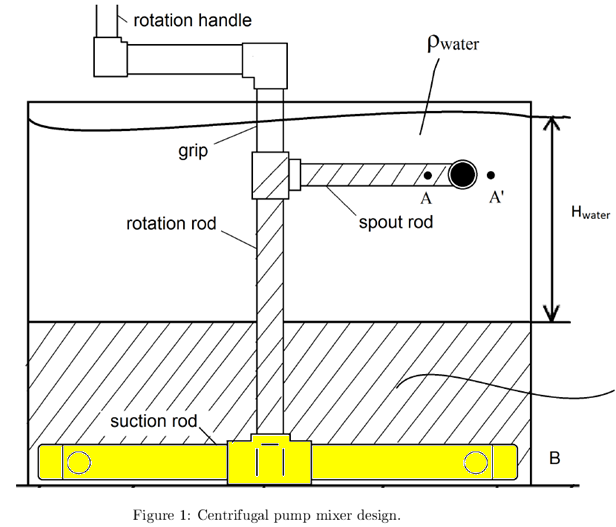 rotation handle
ρwater
grip
A
A'
Hwater
rotation rod
spout rod
suction rod
B
Figure 1: Centrifugal pump mixer design.